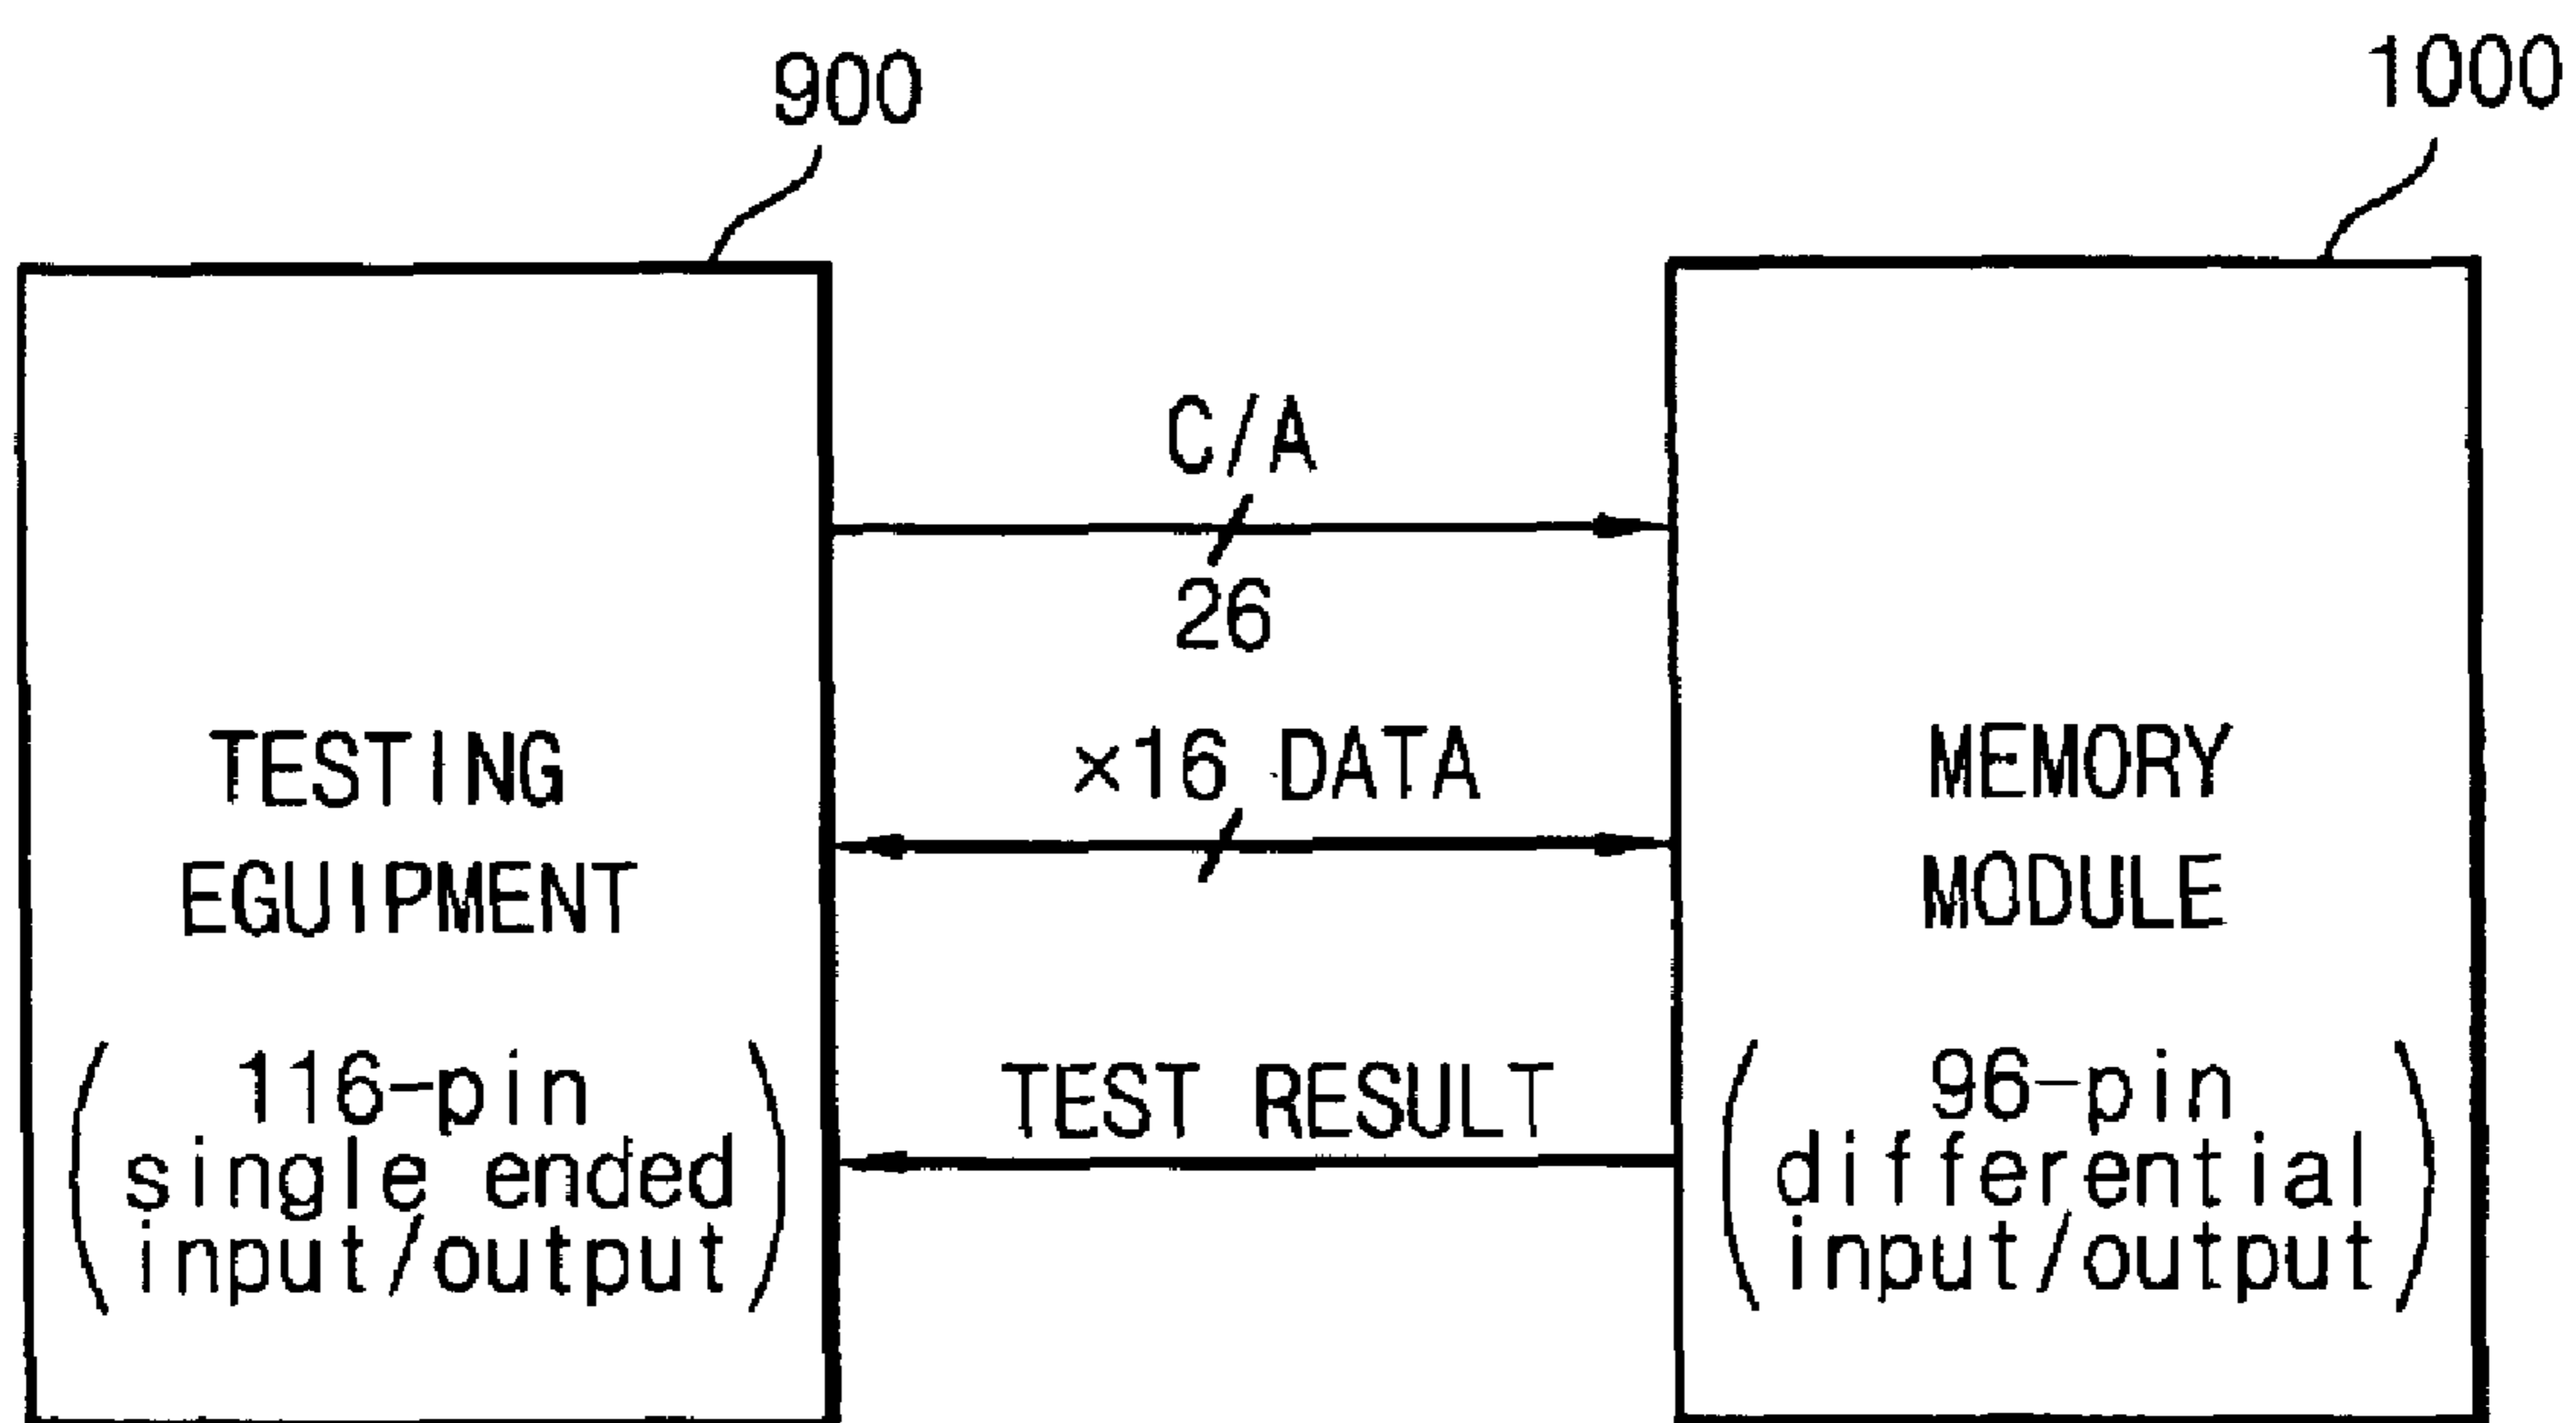 900
1000
C/A
26
×16 DATA
TEST RESULT
TESTING
EGUIPMENT
116-pin
single ended
input/output
MEMORY
MODULE
96-pin
differential
input/output